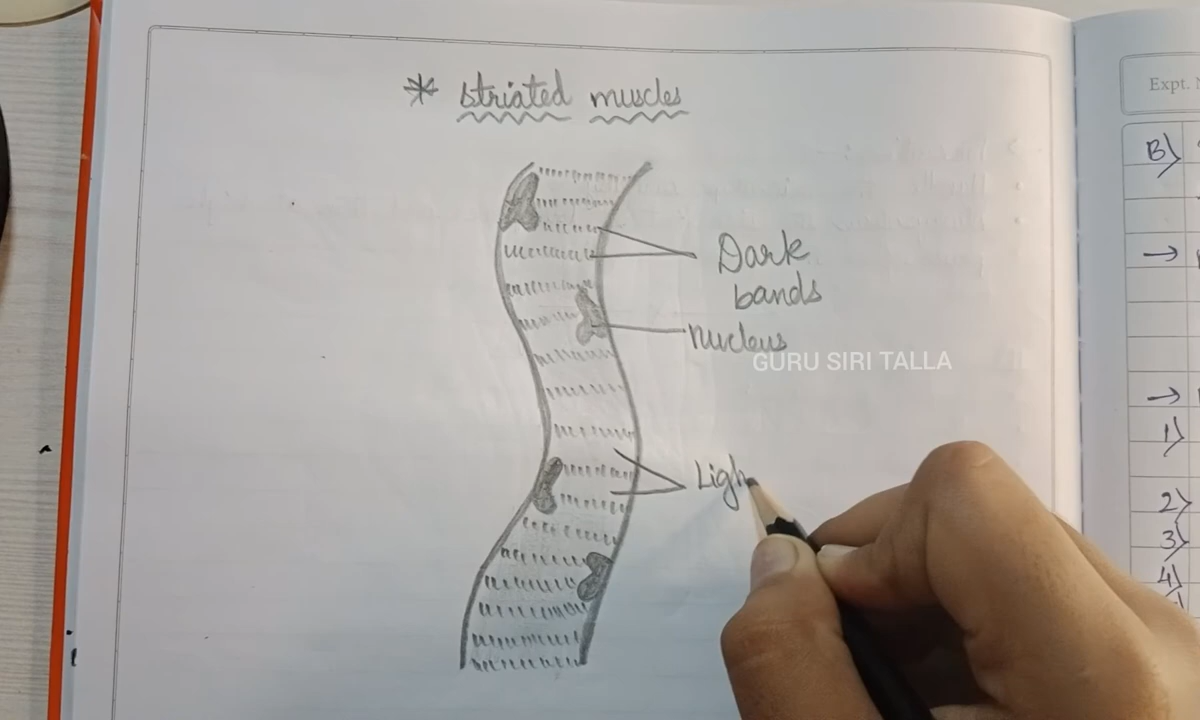 * Striated muscles
Dark
bands
nucleus
GURU SIRI TALLA
Ligh
Expt.
B)
→
→
1)
2)
3)
4)